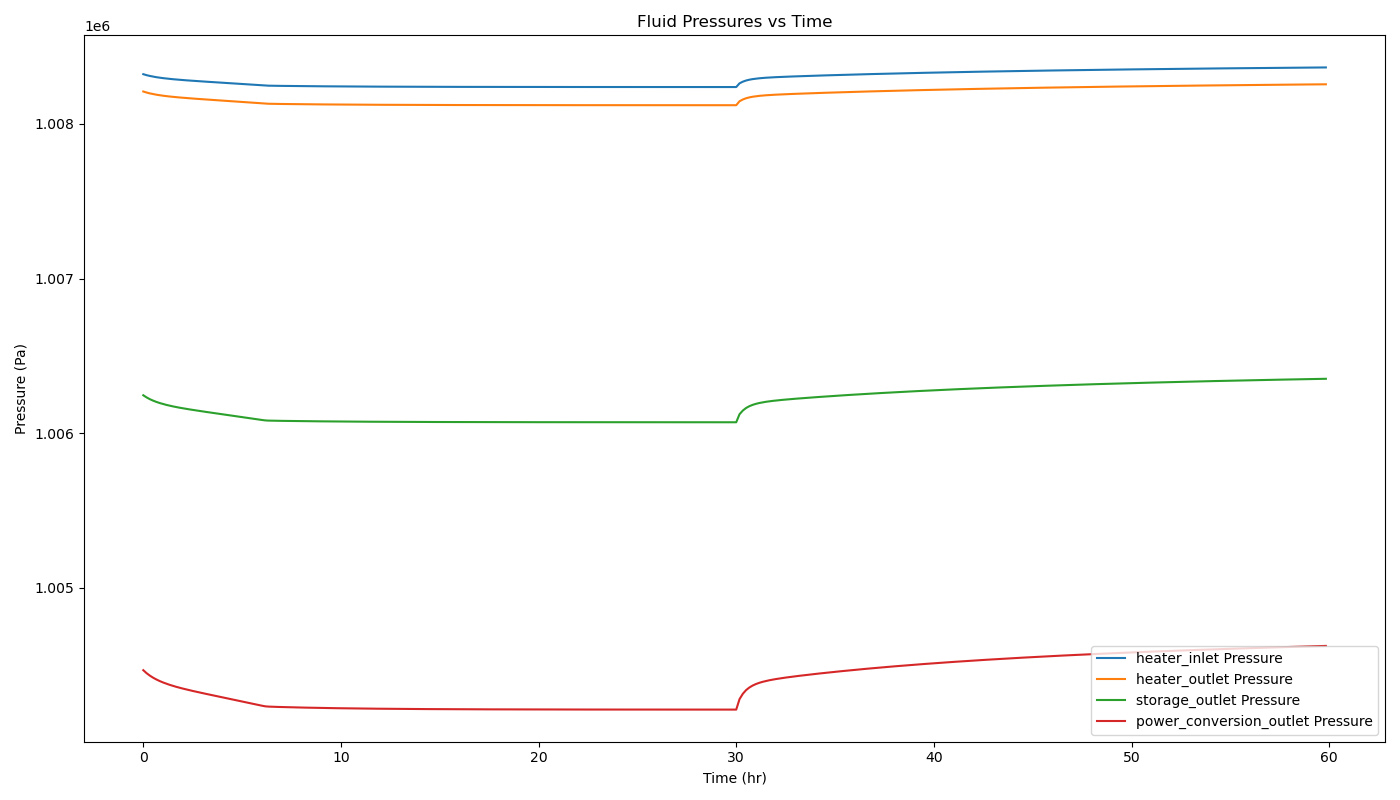 Fluid Pressures vs Time
1e6
1.008
1.007
1.006
1.005
Pressure (Pa)
0 10 20 30 40 50 60
Time (hr)
heater_inlet Pressure
heater_outlet Pressure
storage_outlet Pressure
power_conversion_outlet Pressure